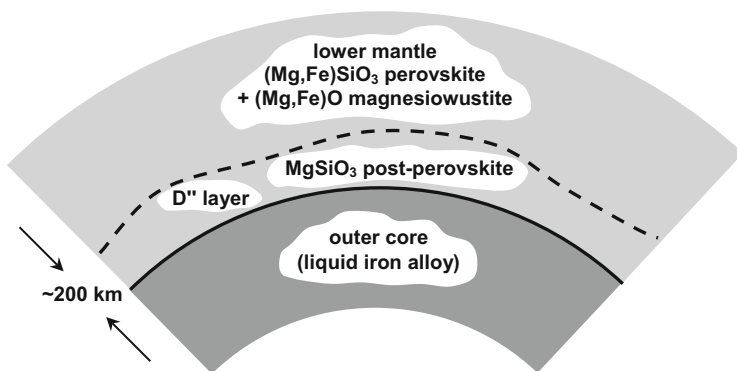 lower mantle
(Mg,Fe)SiO₃ perovskite
+ (Mg,Fe)O magnesiowustite
MgSiO₃ post-perovskite
D" layer
outer core
(liquid iron alloy)
~200 km